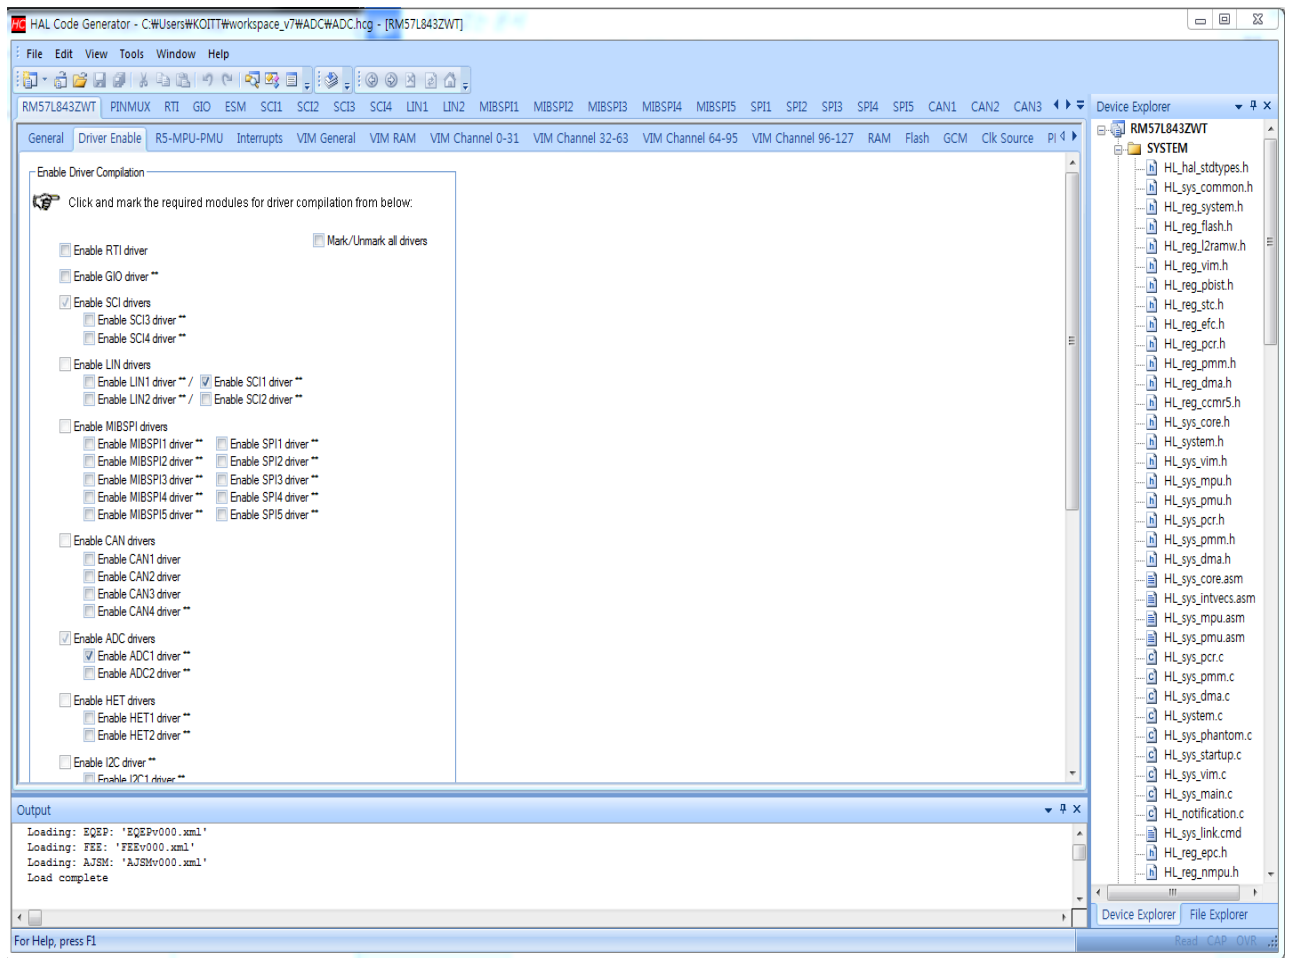 HC HAL Code Generator - C:₩Users₩KOITT₩workspace_v7₩ADC₩ADC.hcg - [RM57L843ZWT]
File Edit View Tools Window Help
RM57L843ZWT PINMUX RTI GIO ESM SCI1 SCI2 SCI3 SCI4 LIN1 LIN2 MIBSPI1 MIBSPI2 MIBSPI3 MIBSPI4 MIBSPI5 SPI1 SPI2 SPI3 SPI4 SPI5 CAN1 CAN2 CAN3
General Driver Enable R5-MPU-PMU Interrupts VIM General VIM RAM VIM Channel 0-31 VIM Channel 32-63 VIM Channel 64-95 VIM Channel 96-127 RAM Flash GCM Clk Source
Enable Driver Compilation
Click and mark the required modules for driver compilation from below:
Mark/Unmark all drivers
Enable RTI driver
Enable GIO driver **
Enable SCI drivers
Enable SCI3 driver **
Enable SCI4 driver **
Enable LIN drivers
Enable LIN1 driver ** / Enable SCI1 driver **
Enable LIN2 driver ** / Enable SCI2 driver **
Enable MIBSPI drivers
Enable MIBSPI1 driver ** Enable SPI1 driver **
Enable MIBSPI2 driver ** Enable SPI2 driver **
Enable MIBSPI3 driver ** Enable SPI3 driver **
Enable MIBSPI4 driver ** Enable SPI4 driver **
Enable MIBSPI5 driver ** Enable SPI5 driver **
Enable CAN drivers
Enable CAN1 driver
Enable CAN2 driver
Enable CAN3 driver
Enable CAN4 driver **
Enable ADC drivers
Enable ADC1 driver **
Enable ADC2 driver **
Enable HET drivers
Enable HET1 driver **
Enable HET2 driver **
Enable I2C driver **
Enable I2C1 driver **
Output
Loading: EQEP: 'EQEPv000.xml'
Loading: FEE: 'FEEv000.xml'
Loading: AJSM: 'AJSMv000.xml'
Load complete
Device Explorer
RM57L843ZWT
SYSTEM
HL_hal_stdtypes.h
HL_sys_common.h
HL_reg_system.h
HL_reg_flash.h
HL_reg_l2ramw.h
HL_reg_vim.h
HL_reg_pbist.h
HL_reg_stc.h
HL_reg_efc.h
HL_reg_pcr.h
HL_reg_pmm.h
HL_reg_dma.h
HL_reg_ccmr5.h
HL_sys_core.h
HL_system.h
HL_sys_vim.h
HL_sys_mpu.h
HL_sys_pmu.h
HL_sys_pcr.h
HL_sys_pmm.h
HL_sys_dma.h
HL_sys_core.asm
HL_sys_intvecs.asm
HL_sys_mpu.asm
HL_sys_pmu.asm
HL_sys_pcr.c
HL_sys_pmm.c
HL_sys_dma.c
HL_system.c
HL_sys_phantom.c
HL_sys_startup.c
HL_sys_vim.c
HL_sys_main.c
HL_notification.c
HL_sys_link.cmd
HL_reg_epc.h
HL_reg_nmpu.h
Device Explorer File Explorer
For Help, press F1
Read CAP OVR